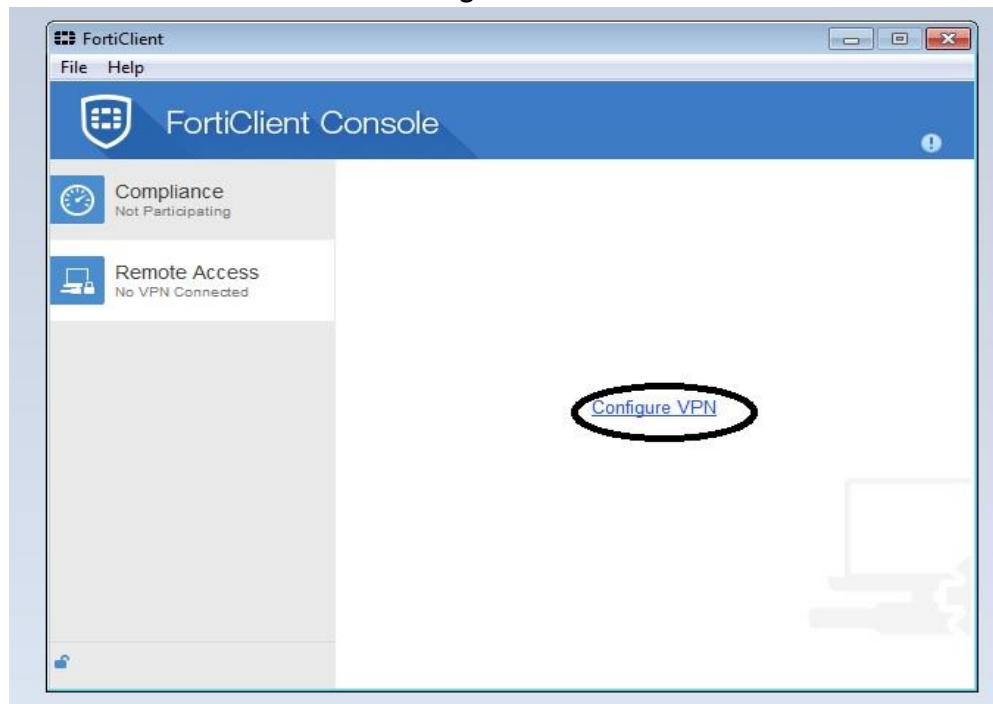 FortiClient
File Help
FortiClient Console
Compliance
Not Participating
Remote Access
No VPN Connected
Configure VPN